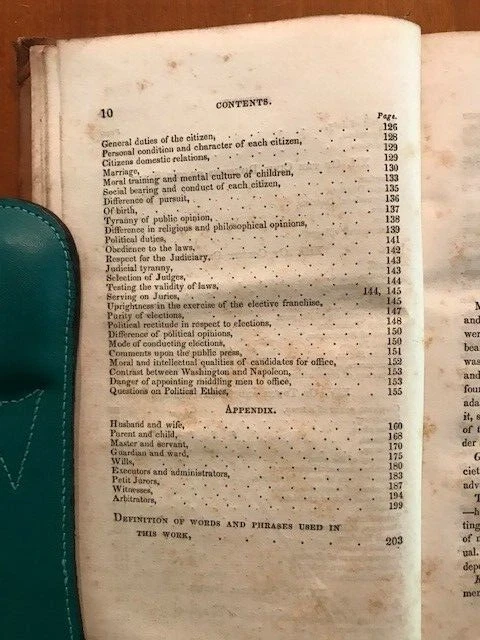 10
CONTENTS.
Page.
General duties of the citizen, 126
Personal condition and character of each citizen, 128
Citizens domestic relations, 129
Marriage, 129
Moral training and mental culture of children, 130
Social bearing and conduct of each citizen, 133
Difference of pursuit, 135
Of birth, 136
Tyranny of public opinion, 137
Difference in religious and philosophical opinions, 138
Political duties, 139
Obedience to the laws, 141
Respect for the Judiciary, 142
Judicial tyranny, 143
Selection of Judges, 143
Testing the validity of laws, 144
Serving on Juries, 144, 145
Uprightness in the exercise of the elective franchise, 145
Purity of elections, 147
Political rectitude in respect to elections, 148
Difference of political opinions, 150
Mode of conducting elections, 150
Comments upon the public press, 151
Moral and intellectual qualities of candidates for office, 152
Contrast between Washington and Napoleon, 153
Danger of appointing middling men to office, 153
Questions on Political Ethics, 155
APPENDIX.
Husband and wife, 160
Parent and child, 168
Master and servant, 170
Guardian and ward, 175
Wills, 180
Executors and administrators, 183
Petit Jurors, 187
Witnesses, 194
Arbitrators, 199
DEFINITION OF WORDS AND PHRASES USED IN
THIS WORK, 203